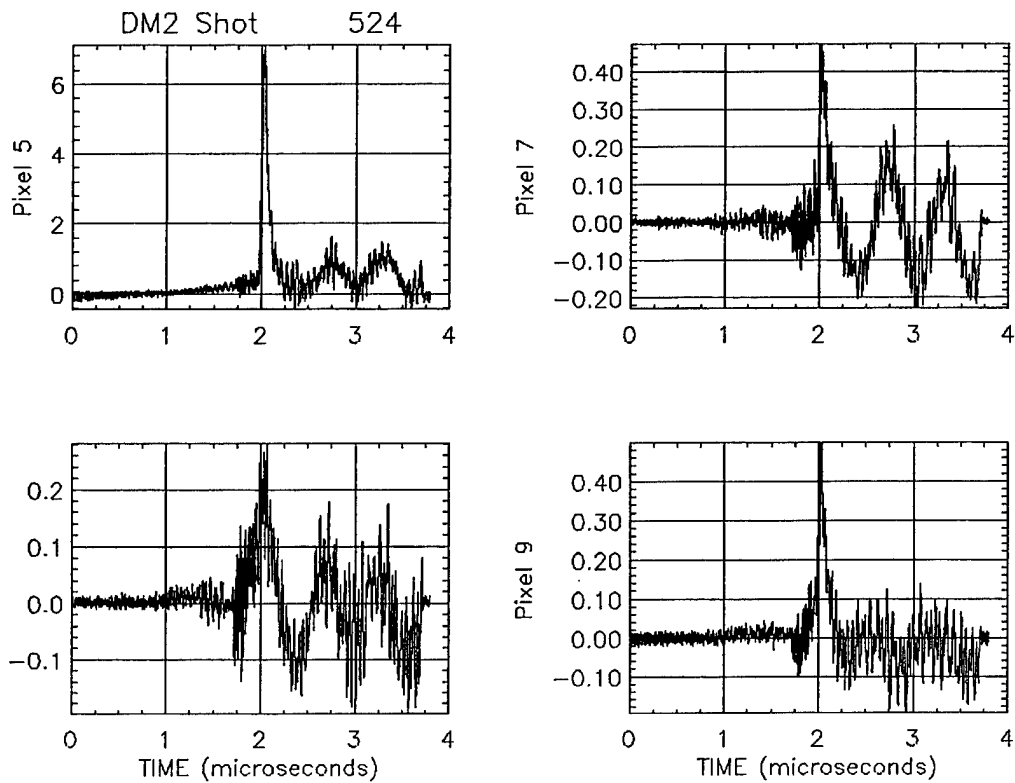 DM2 Shot 524
Pixel 5
6
4
2
0
0 1 2 3 4
Pixel 7
0.40
0.30
0.20
0.10
0.00
-0.10
-0.20
0 1 2 3 4
0.2
0.1
0.0
-0.1
0 1 2 3 4
TIME (microseconds)
Pixel 9
0.40
0.30
0.20
0.10
0.00
-0.10
0 1 2 3 4
TIME (microseconds)